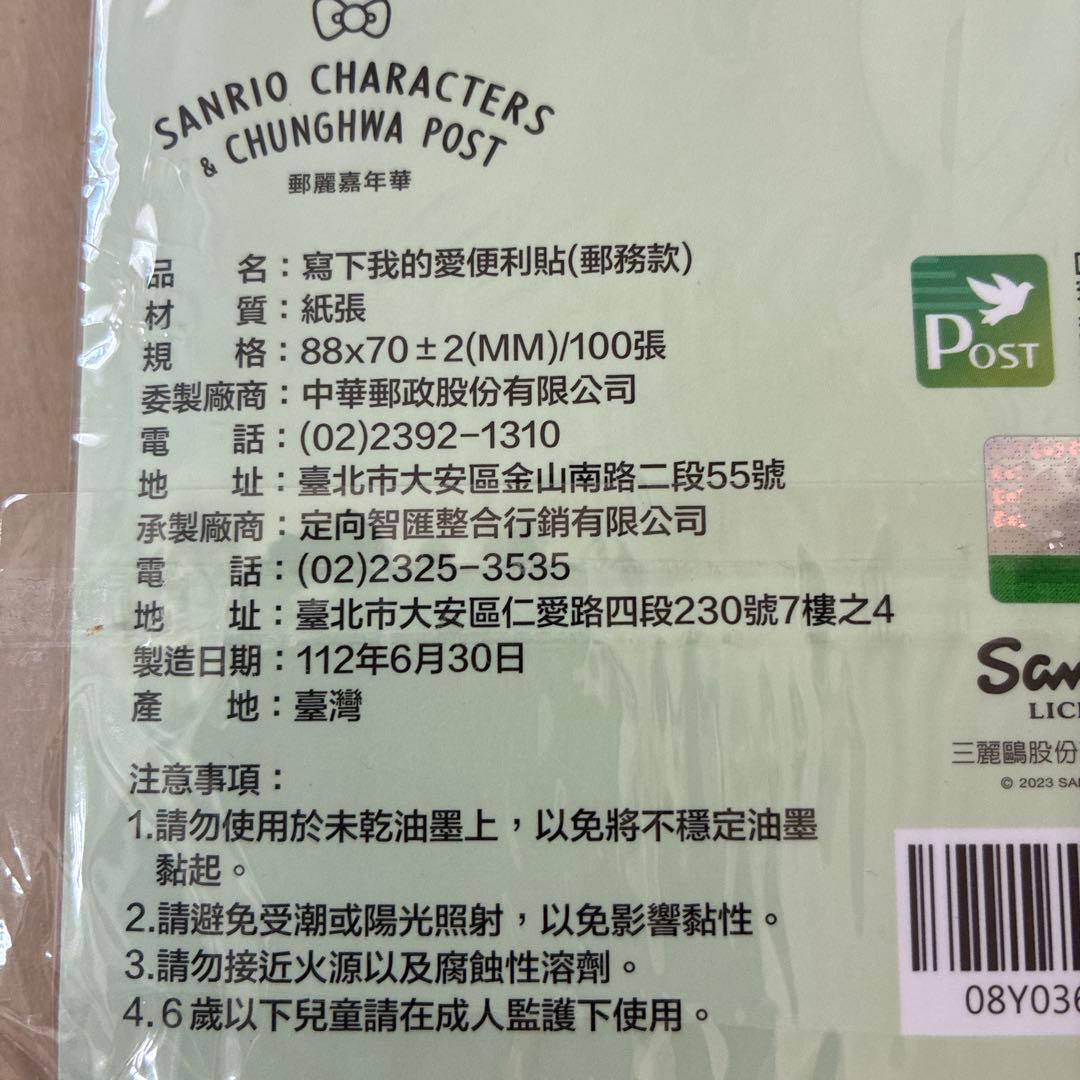 SANRIO CHARACTERS
& CHUNGHWA POST
郵麗嘉年華
品名：寫下我的愛便利貼(郵務款)
材質：紙張
規格：88x70±2(MM)/100張
委製廠商：中華郵政股份有限公司
電話：(02)2392-1310
地址：臺北市大安區金山南路二段55號
承製廠商：定向智匯整合行銷有限公司
電話：(02)2325-3535
地址：臺北市大安區仁愛路四段230號7樓之4
製造日期：112年6月30日
產地：臺灣
POST
注意事項：
1.請勿使用於未乾油墨上，以免將不穩定油墨
黏起。
2.請避免受潮或陽光照射，以免影響黏性。
3.請勿接近火源以及腐蝕性溶劑。
4.6歲以下兒童請在成人監護下使用。
三麗鷗股份
© 2023
08Y036